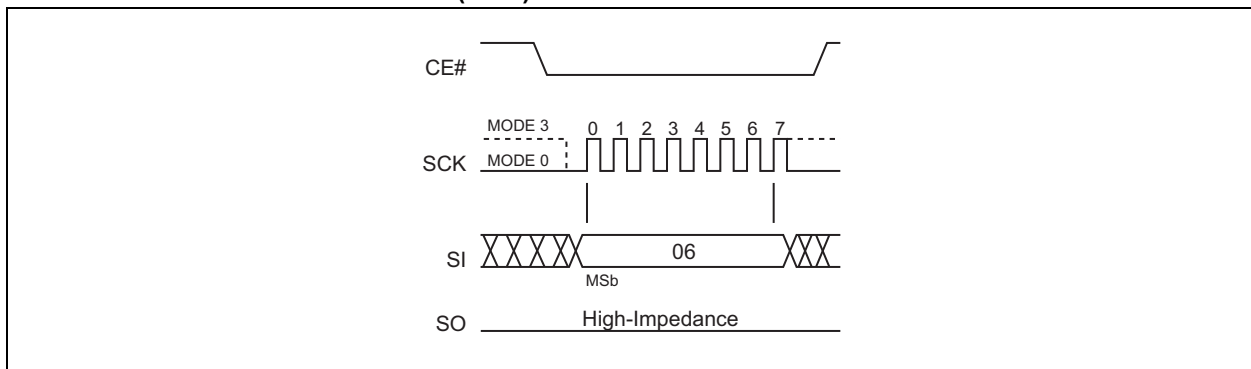 CE#
MODE 3
0 1 2 3 4 5 6 7
SCK
MODE 0
SI
06
MSb
SO
High-Impedance